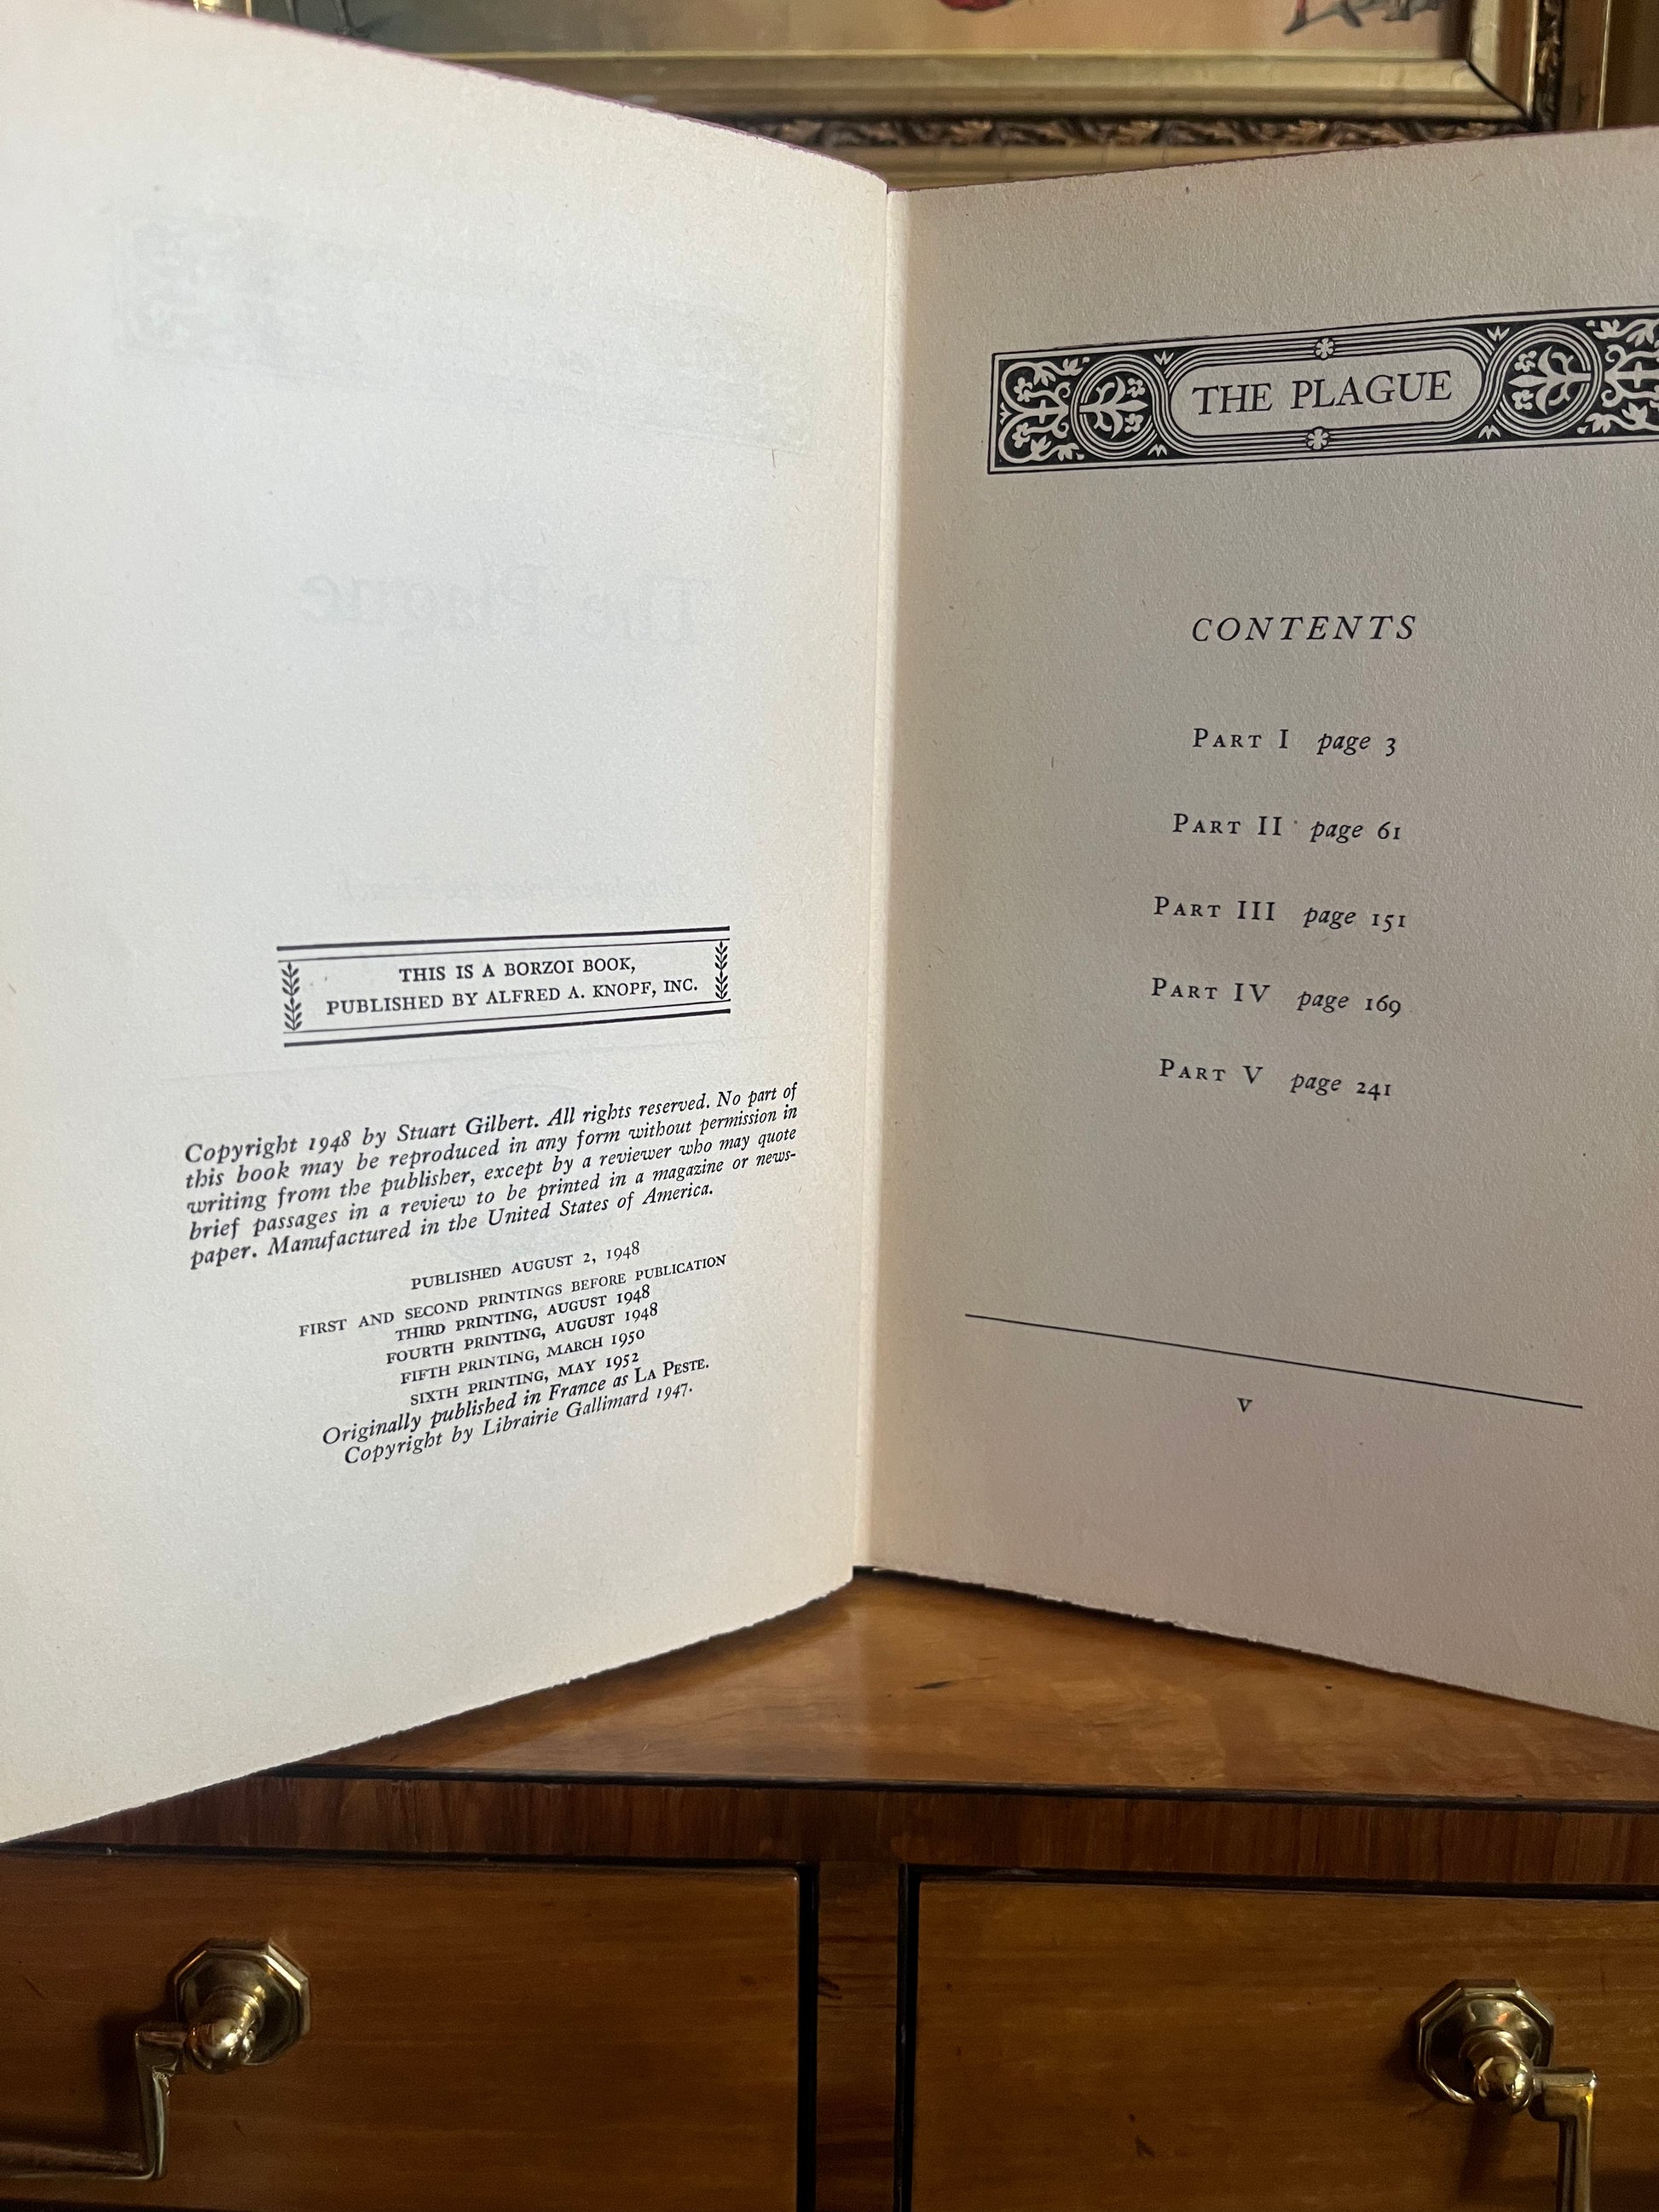 THIS IS A BORZOI BOOK,
PUBLISHED BY ALFRED A. KNOPF, INC.
Copyright 1948 by Stuart Gilbert. All rights reserved. No part of
this book may be reproduced in any form without permission in
writing from the publisher, except by a reviewer who may quote
brief passages in a review to be printed in a magazine or news-
paper. Manufactured in the United States of America.
PUBLISHED AUGUST 2, 1948
FIRST AND SECOND PRINTINGS BEFORE PUBLICATION
THIRD PRINTING, AUGUST 1948
FOURTH PRINTING, AUGUST 1948
FIFTH PRINTING, MARCH 1950
SIXTH PRINTING, MAY 1952
Originally published in France as LA PESTE.
Copyright by Librairie Gallimard 1947.
THE PLAGUE
CONTENTS
PART I page 3
PART II page 61
PART III page 151
PART IV page 169
PART V page 241
v